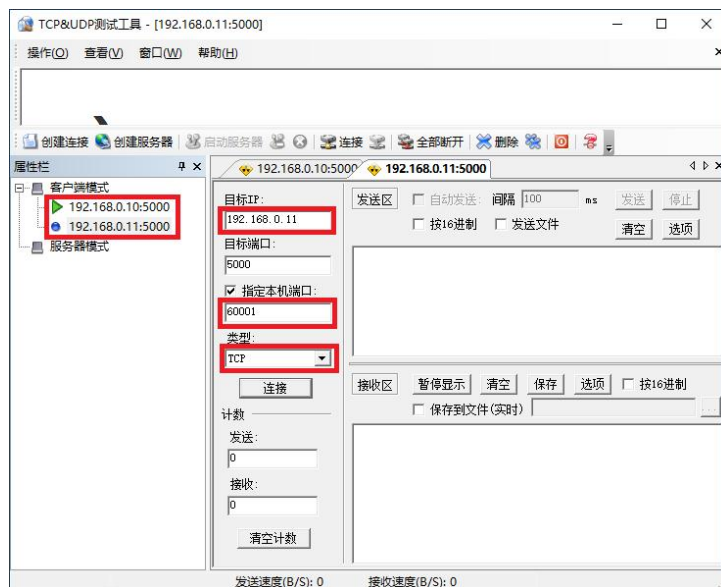 TCP&UDP测试工具 - [192.168.0.11:5000]
操作(O) 查看(V) 窗口(W) 帮助(H)
创建连接 创建服务器 启动服务器 连接 全部断开 删除
属性栏
客户端模式
192.168.0.10:5000
192.168.0.11:5000
服务器模式
192.168.0.10:5000 192.168.0.11:5000
目标IP:
192.168.0.11
目标端口:
5000
指定本机端口:
60001
类型:
TCP
连接
计数
发送:
0
接收:
0
清空计数
发送区 自动发送: 间隔 100 ms 发送 停止
按16进制 发送文件 清空 选项
接收区 暂停显示 清空 保存 选项 按16进制
保存到文件(实时) ...
发送速度(B/S): 0 接收速度(B/S): 0